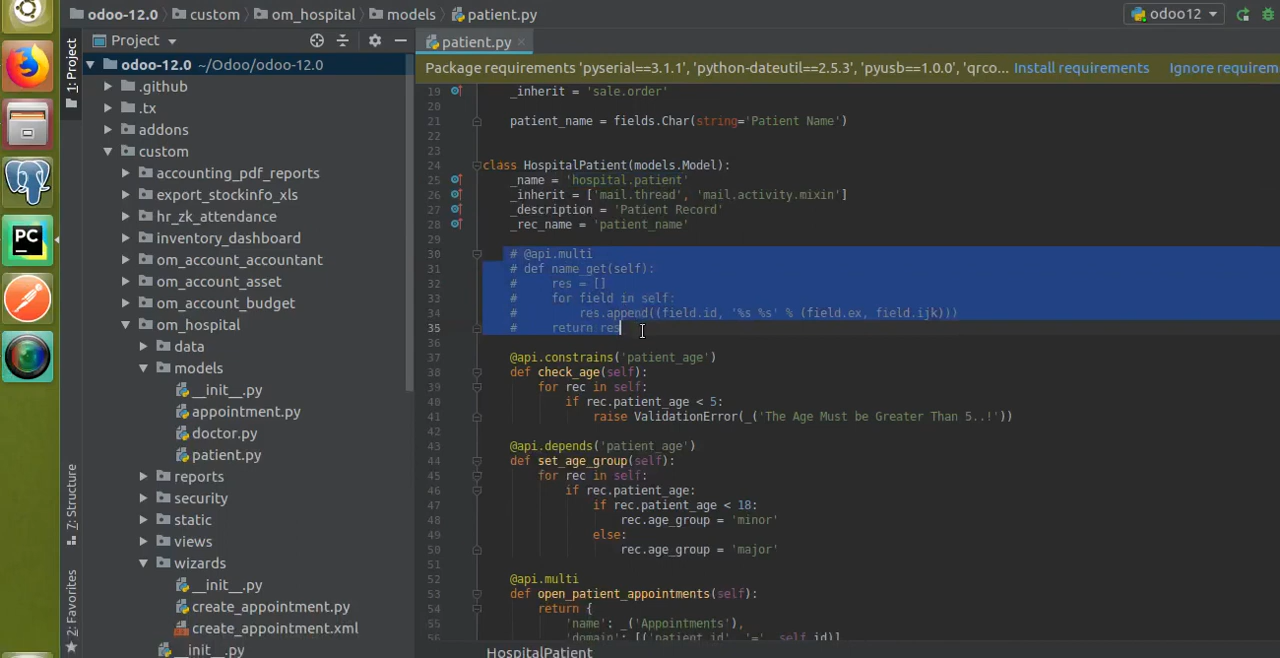 odoo-12.0 custom om_hospital models patient.py odoo12
1: Project
Project
patient.py ×
odoo-12.0 ~/Odoo/odoo-12.0
.github
.tx
addons
custom
accounting_pdf_reports
export_stockinfo_xls
hr_zk_attendance
inventory_dashboard
om_account_accountant
om_account_asset
om_account_budget
om_hospital
data
models
__init__.py
appointment.py
doctor.py
patient.py
reports
security
static
views
wizards
__init__.py
create_appointment.py
create_appointment.xml
__init__.py
7: Structure
2: Favorites
PC
Package requirements 'pyserial==3.1.1', 'python-dateutil==2.5.3', 'pyusb==1.0.0', 'qrco... Install requirements Ignore requirem
19 _inherit = 'sale.order'
20
21 patient_name = fields.Char(string='Patient Name')
22
23
24 class HospitalPatient(models.Model):
25 _name = 'hospital.patient'
26 _inherit = ['mail.thread', 'mail.activity.mixin']
27 _description = 'Patient Record'
28 _rec_name = 'patient_name'
29
30 # @api.multi
31 # def name_get(self):
32 # res = []
33 # for field in self:
34 # res.append((field.id, '%s %s' % (field.ex, field.ijk)))
35 # return res
36
37 @api.constrains('patient_age')
38 def check_age(self):
39 for rec in self:
40 if rec.patient_age < 5:
41 raise ValidationError(_('The Age Must be Greater Than 5..!'))
42
43 @api.depends('patient_age')
44 def set_age_group(self):
45 for rec in self:
46 if rec.patient_age:
47 if rec.patient_age < 18:
48 rec.age_group = 'minor'
49 else:
50 rec.age_group = 'major'
51
52 @api.multi
53 def open_patient_appointments(self):
54 return {
55 'name': _('Appointments'),
56 'domain': [('patient_id', '=', self.id)],
HospitalPatient